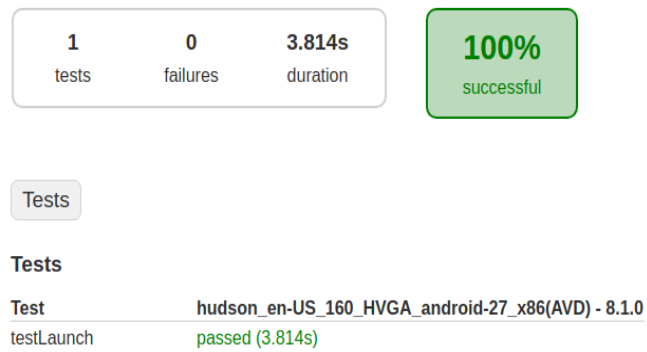 1 0 3.814s 100%
tests failures duration successful
Tests
Tests
Test hudson_en-US_160_HVGA_android-27_x86(AVD) - 8.1.0
testLaunch passed (3.814s)